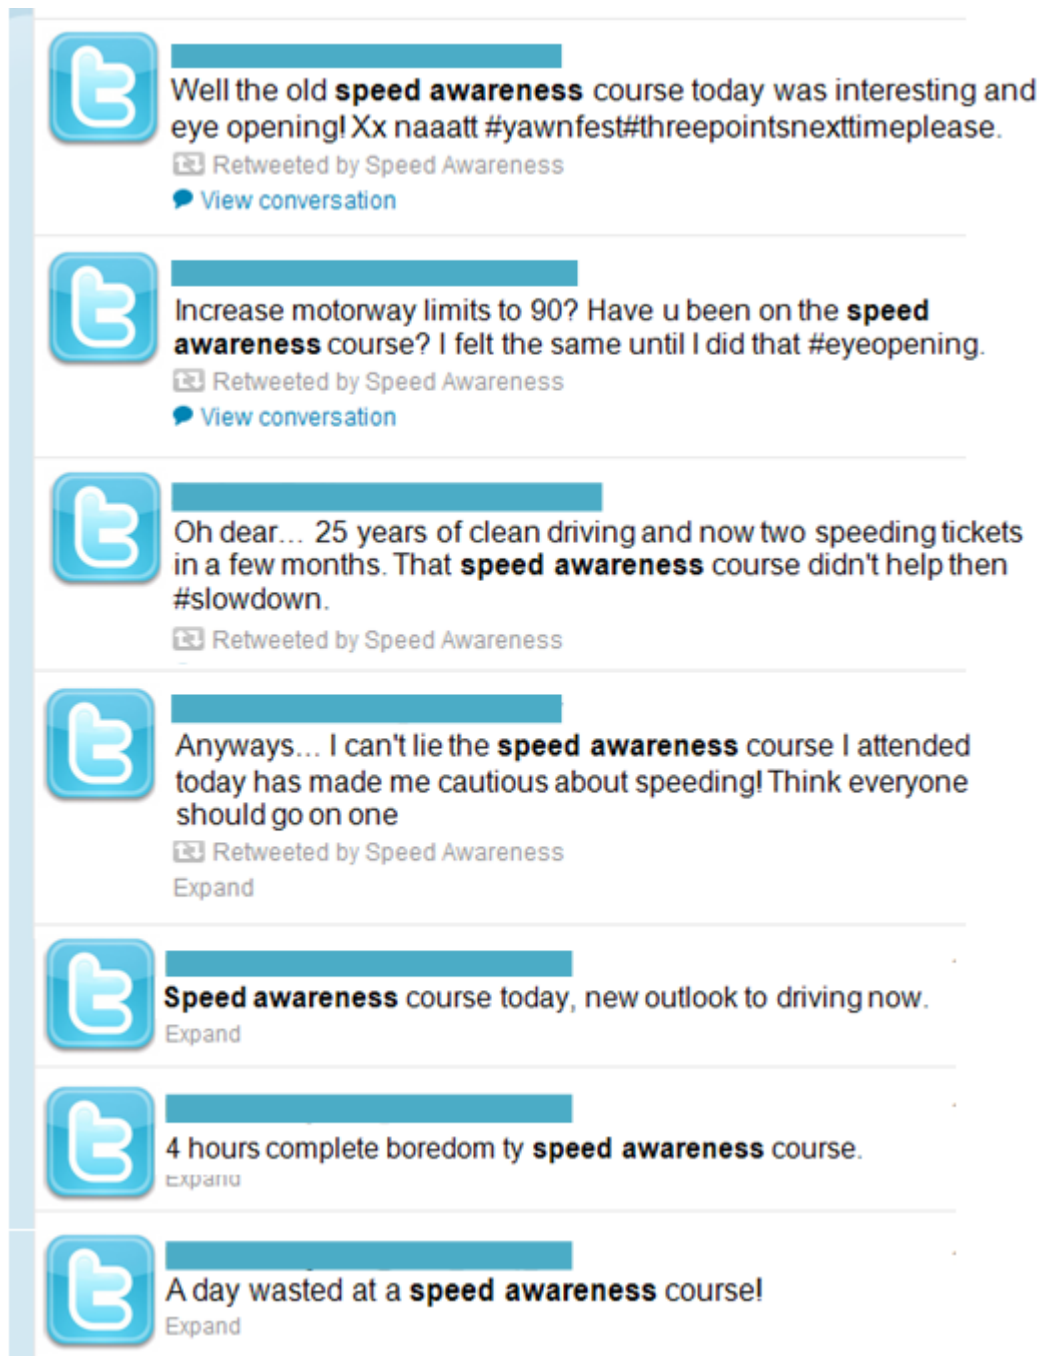 Well the old speed awareness course today was interesting and
eye opening! Xx naaatt #yawnfest#threepointsnexttimeplease.
Retweeted by Speed Awareness
View conversation
Increase motorway limits to 90? Have u been on the speed
awareness course? I felt the same until I did that #eyeopening.
Retweeted by Speed Awareness
View conversation
Oh dear... 25 years of clean driving and now two speeding tickets
in a few months. That speed awareness course didn't help then
#slowdown.
Retweeted by Speed Awareness
Anyways... I can't lie the speed awareness course I attended
today has made me cautious about speeding! Think everyone
should go on one
Retweeted by Speed Awareness
Expand
Speed awareness course today, new outlook to driving now.
Expand
4 hours complete boredom ty speed awareness course.
Expand
A day wasted at a speed awareness course!
Expand